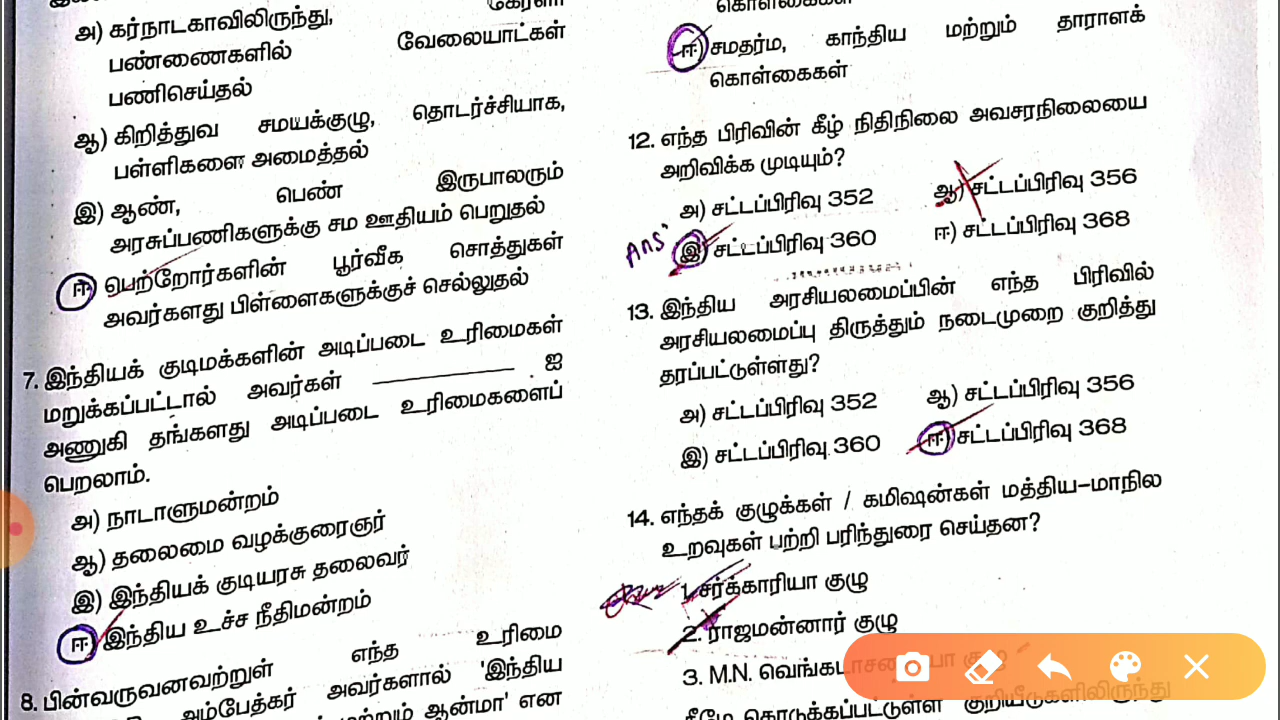 கேரளா
அ) கர்நாடகாவிலிருந்து,
பண்ணைகளில் வேலையாட்கள்
பணிசெய்தல்
ஆ) கிறித்துவ சமயக்குழு, தொடர்ச்சியாக,
பள்ளிகளை அமைத்தல்
இ) ஆண், பெண் இருபாலரும்
அரசுப்பணிகளுக்கு சம ஊதியம் பெறுதல்
ஈ) பெற்றோர்களின் பூர்வீக சொத்துகள்
அவர்களது பிள்ளைகளுக்குச் செல்லுதல்
7. இந்தியக் குடிமக்களின் அடிப்படை உரிமைகள்
மறுக்கப்பட்டால் அவர்கள் ____________ ஐ
அணுகி தங்களது அடிப்படை உரிமைகளைப்
பெறலாம்.
அ) நாடாளுமன்றம்
ஆ) தலைமை வழக்குரைஞர்
இ) இந்தியக் குடியரசு தலைவர்
ஈ) இந்திய உச்ச நீதிமன்றம்
8. பின்வருவனவற்றுள் எந்த உரிமை
அம்பேத்கர் அவர்களால் 'இந்திய
ஆன்மா' என
கொள்கைகள்
ஈ) சமதர்ம, காந்திய மற்றும் தாராளக்
கொள்கைகள்
12. எந்த பிரிவின் கீழ் நிதிநிலை அவசரநிலையை
அறிவிக்க முடியும்?
அ) சட்டப்பிரிவு 352 ஆ) சட்டப்பிரிவு 356
Ans' இ) சட்டப்பிரிவு 360 ஈ) சட்டப்பிரிவு 368
13. இந்திய அரசியலமைப்பின் எந்த பிரிவில்
அரசியலமைப்பு திருத்தும் நடைமுறை குறித்து
தரப்பட்டுள்ளது?
அ) சட்டப்பிரிவு 352 ஆ) சட்டப்பிரிவு 356
இ) சட்டப்பிரிவு 360 ஈ) சட்டப்பிரிவு 368
14. எந்தக் குழுக்கள் / கமிஷன்கள் மத்திய-மாநில
உறவுகள் பற்றி பரிந்துரை செய்தன?
1. சர்க்காரியா குழு
2. ராஜமன்னார் குழு
3. M.N.
கீழே கொடுக்கப்பட்டுள்ள குறியீடுகளிலிருந்து